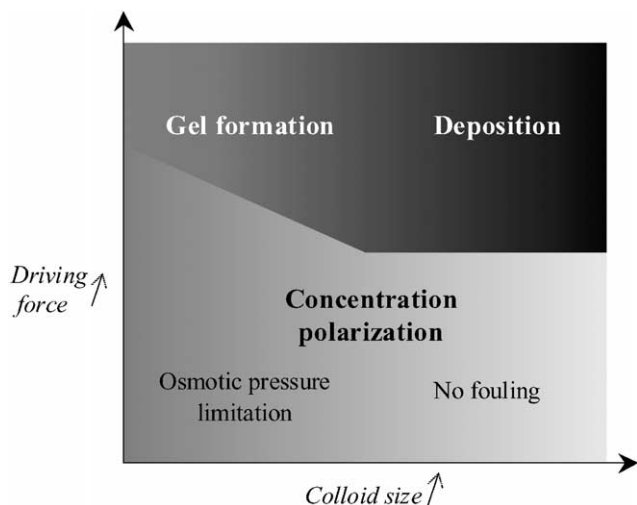 Gel formation
Deposition
Driving
force
Concentration
polarization
Osmotic pressure
limitation
No fouling
Colloid size